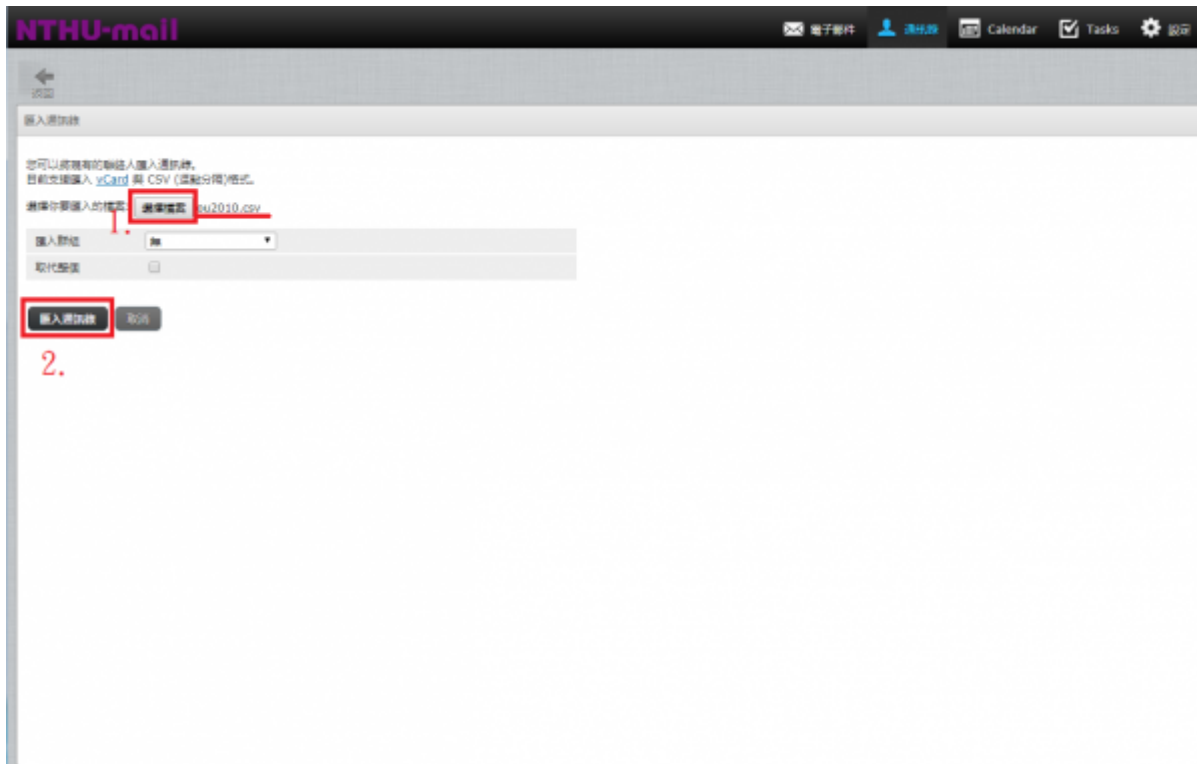 NTHU-mail
電子郵件 通訊錄 Calendar Tasks 設定
返回
匯入通訊錄
您可以將現有的聯絡人匯入通訊錄。
目前支援匯入 vCard 與 CSV (逗點分隔)格式。
選擇你要匯入的檔案: 選擇檔案 ou2010.csv
1.
匯入群組 無
取代整個
匯入通訊錄 取消
2.